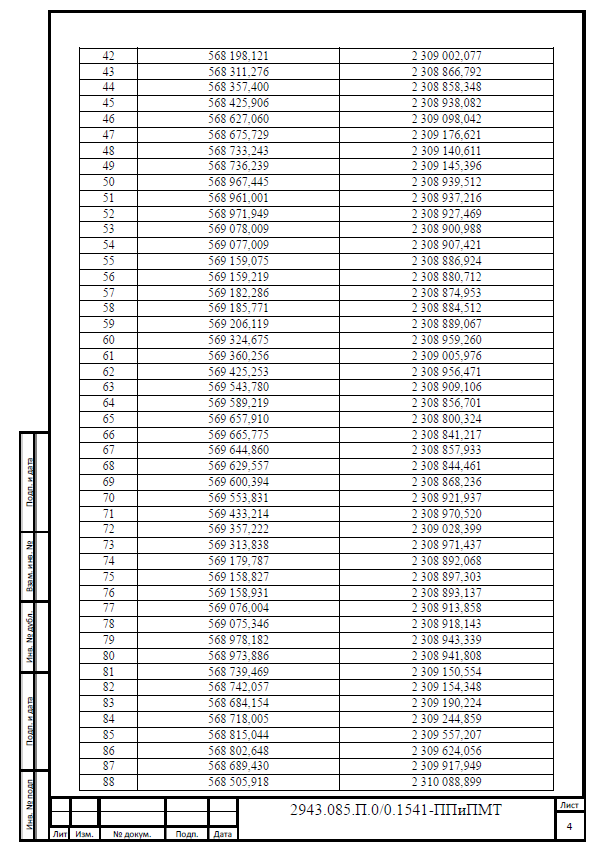 42 568 198,121 2 309 002,077
43 568 311,276 2 308 866,792
44 568 357,400 2 308 858,348
45 568 425,906 2 308 938,082
46 568 627,060 2 309 098,042
47 568 675,729 2 309 176,621
48 568 733,243 2 309 140,611
49 568 736,239 2 309 145,396
50 568 967,445 2 308 939,512
51 568 961,001 2 308 937,216
52 568 971,949 2 308 927,469
53 569 078,009 2 308 900,988
54 569 077,009 2 308 907,421
55 569 159,075 2 308 886,924
56 569 159,219 2 308 880,712
57 569 182,286 2 308 874,953
58 569 185,771 2 308 884,512
59 569 206,119 2 308 889,067
60 569 324,675 2 308 959,260
61 569 360,256 2 309 005,976
62 569 425,253 2 308 956,471
63 569 543,780 2 308 909,106
64 569 589,219 2 308 856,701
65 569 657,910 2 308 800,324
66 569 665,775 2 308 841,217
67 569 644,860 2 308 857,933
68 569 629,557 2 308 844,461
69 569 600,394 2 308 868,236
70 569 553,831 2 308 921,937
71 569 433,214 2 308 970,520
72 569 357,222 2 309 028,399
73 569 313,838 2 308 971,437
74 569 179,787 2 308 892,068
75 569 158,827 2 308 897,303
76 569 158,931 2 308 893,137
77 569 076,004 2 308 913,858
78 569 075,346 2 308 918,143
79 568 978,182 2 308 943,339
80 568 973,886 2 308 941,808
81 568 739,469 2 309 150,554
82 568 742,057 2 309 154,348
83 568 684,154 2 309 190,224
84 568 718,005 2 309 244,859
85 568 815,044 2 309 557,207
86 568 802,648 2 309 624,056
87 568 689,430 2 309 917,949
88 568 505,918 2 310 088,899
Подп. и дата
Взам. инв. №
Инв. № дубл.
Подп. и дата
Инв. № подп
Лит Изм. № докум. Подп. Дата
2943.085.П.0/0.1541-ППиПМТ
Лист
4